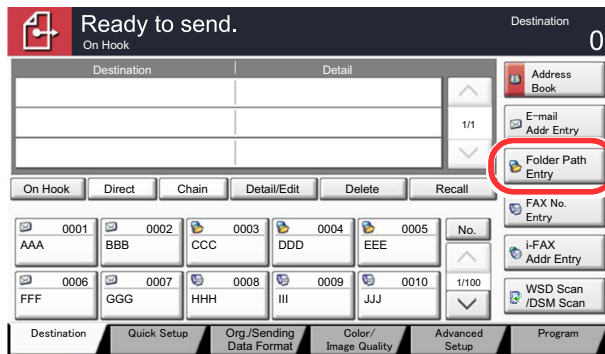 Ready to send.
On Hook
Destination
0
Destination Detail
1/1
Address
Book
E-mail
Addr Entry
Folder Path
Entry
FAX No.
Entry
i-FAX
Addr Entry
WSD Scan
/DSM Scan
On Hook Direct Chain Detail/Edit Delete Recall
0001 0002 0003 0004 0005 No.
AAA BBB CCC DDD EEE
0006 0007 0008 0009 0010 1/100
FFF GGG HHH III JJJ
Destination Quick Setup Org./Sending
Data Format Color/
Image Quality Advanced
Setup Program